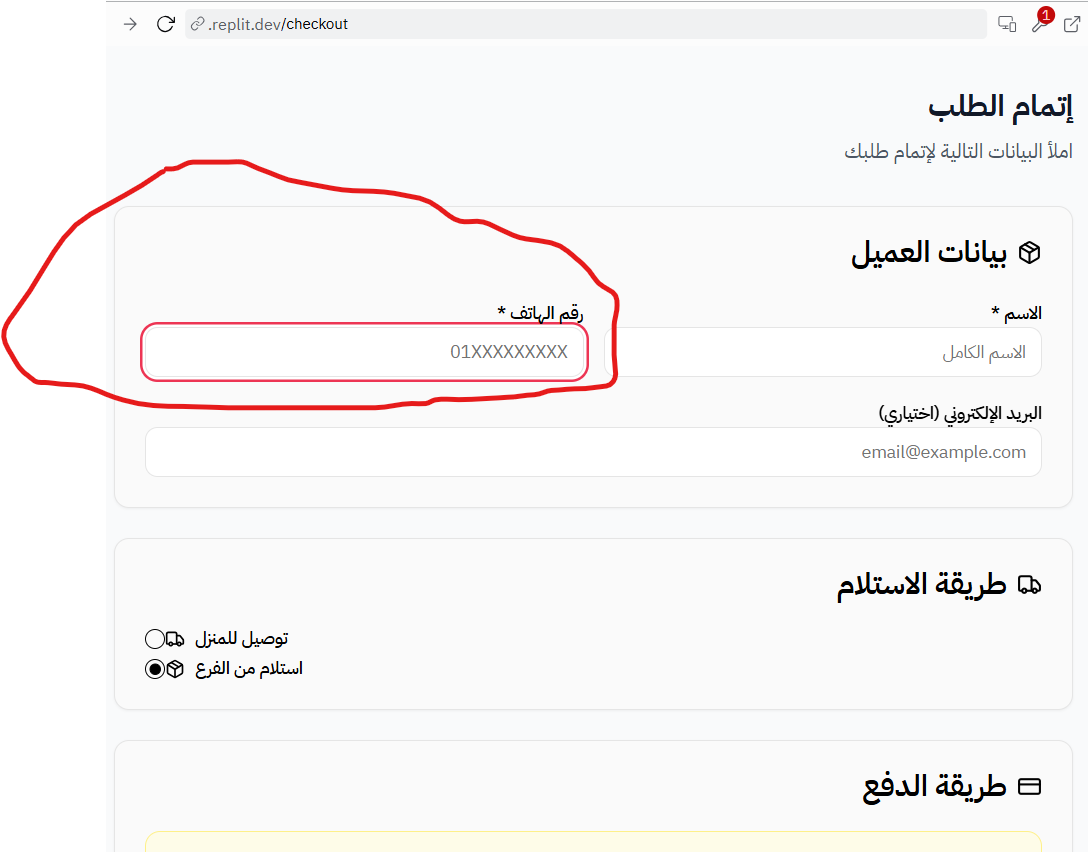 .replit.dev/checkout
1
إتمام الطلب
املأ البيانات التالية لإتمام طلبك
بيانات العميل
الاسم *
رقم الهاتف *
الاسم الكامل
01XXXXXXXXX
البريد الإلكتروني (اختياري)
email@example.com
طريقة الاستلام
توصيل للمنزل
استلام من الفرع
طريقة الدفع